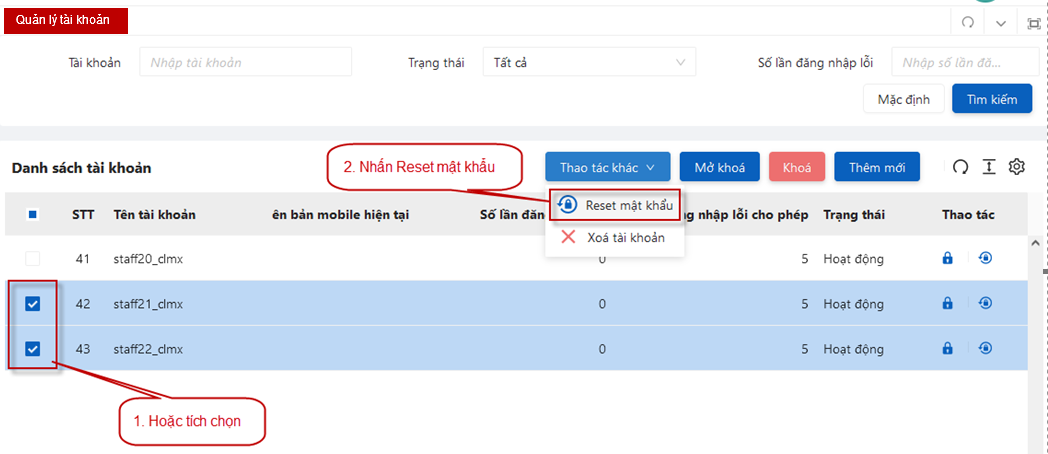 Quản lý tài khoản
Tài khoản Nhập tài khoản Trạng thái Tất cả Số lần đăng nhập lỗi Nhập số lần đă...
Mặc định Tìm kiếm
Danh sách tài khoản 2. Nhấn Reset mật khẩu Thao tác khác Mở khoá Khoá Thêm mới
STT Tên tài khoản ên bản mobile hiện tại Số lần đăn Reset mật khẩu ng nhập lỗi cho phép Trạng thái Thao tác
Xoá tài khoản
41 staff20_clmx 0 5 Hoạt động
42 staff21_clmx 0 5 Hoạt động
43 staff22_clmx 0 5 Hoạt động
1. Hoặc tích chọn